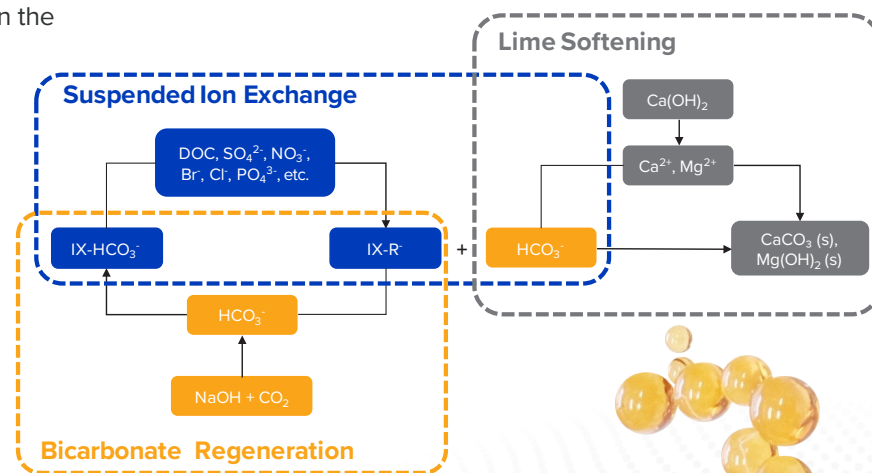 n the
Lime Softening
Suspended Ion Exchange
Ca(OH)₂
DOC, SO₄²⁻, NO₃⁻,
Br⁻, Cl⁻, PO₄³⁻, etc.
Ca²⁺, Mg²⁺
IX-HCO₃⁻
IX-R⁻
+
HCO₃⁻
CaCO₃ (s),
Mg(OH)₂ (s)
HCO₃⁻
NaOH + CO₂
Bicarbonate Regeneration